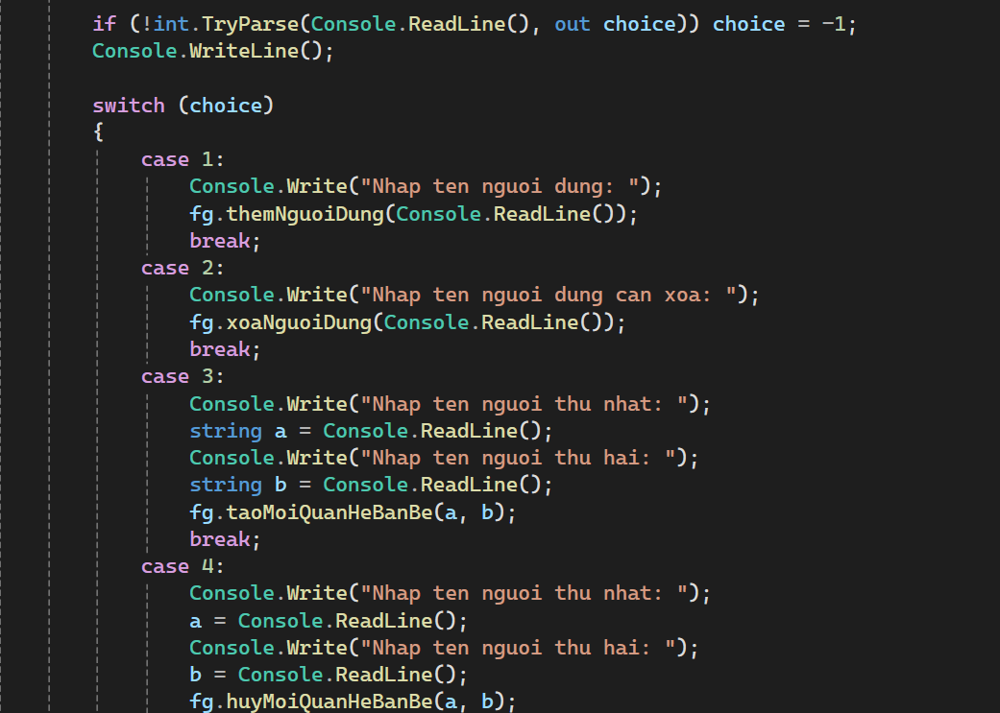 if (!int.TryParse(Console.ReadLine(), out choice)) choice = -1;
Console.WriteLine();
switch (choice)
{
case 1:
Console.Write("Nhap ten nguoi dung: ");
fg.themNguoiDung(Console.ReadLine());
break;
case 2:
Console.Write("Nhap ten nguoi dung can xoa: ");
fg.xoaNguoiDung(Console.ReadLine());
break;
case 3:
Console.Write("Nhap ten nguoi thu nhat: ");
string a = Console.ReadLine();
Console.Write("Nhap ten nguoi thu hai: ");
string b = Console.ReadLine();
fg.taoMoiQuanHeBanBe(a, b);
break;
case 4:
Console.Write("Nhap ten nguoi thu nhat: ");
a = Console.ReadLine();
Console.Write("Nhap ten nguoi thu hai: ");
b = Console.ReadLine();
fg.huyMoiQuanHeBanBe(a, b);